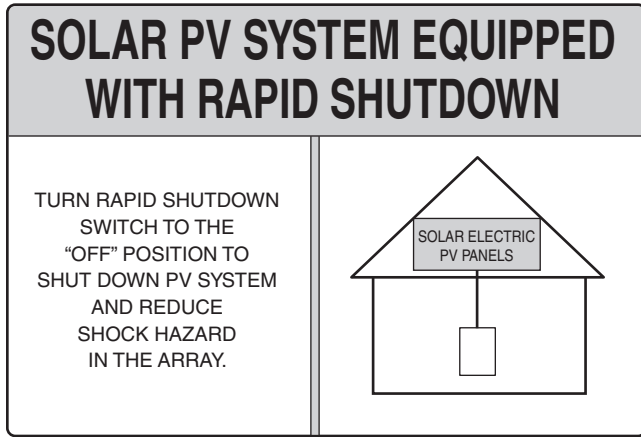 SOLAR PV SYSTEM EQUIPPED
WITH RAPID SHUTDOWN
TURN RAPID SHUTDOWN
SWITCH TO THE
“OFF” POSITION TO
SHUT DOWN PV SYSTEM
AND REDUCE
SHOCK HAZARD
IN THE ARRAY.
SOLAR ELECTRIC
PV PANELS